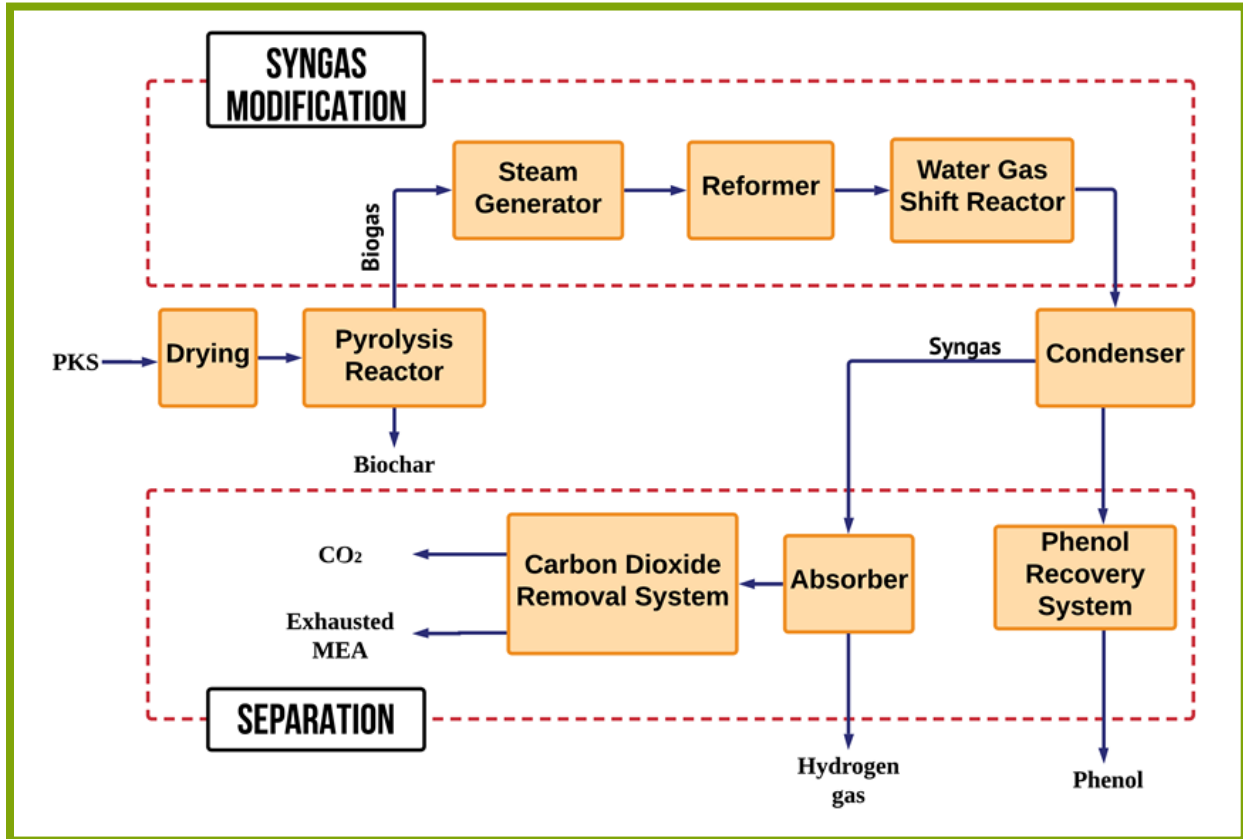 SYNGAS
MODIFICATION
Steam
Generator
Reformer
Water Gas
Shift Reactor
Biogas
PKS
Drying
Pyrolysis
Reactor
Syngas
Condenser
Biochar
CO₂
Exhausted
MEA
Carbon Dioxide
Removal System
Absorber
Phenol
Recovery
System
SEPARATION
Hydrogen
gas
Phenol